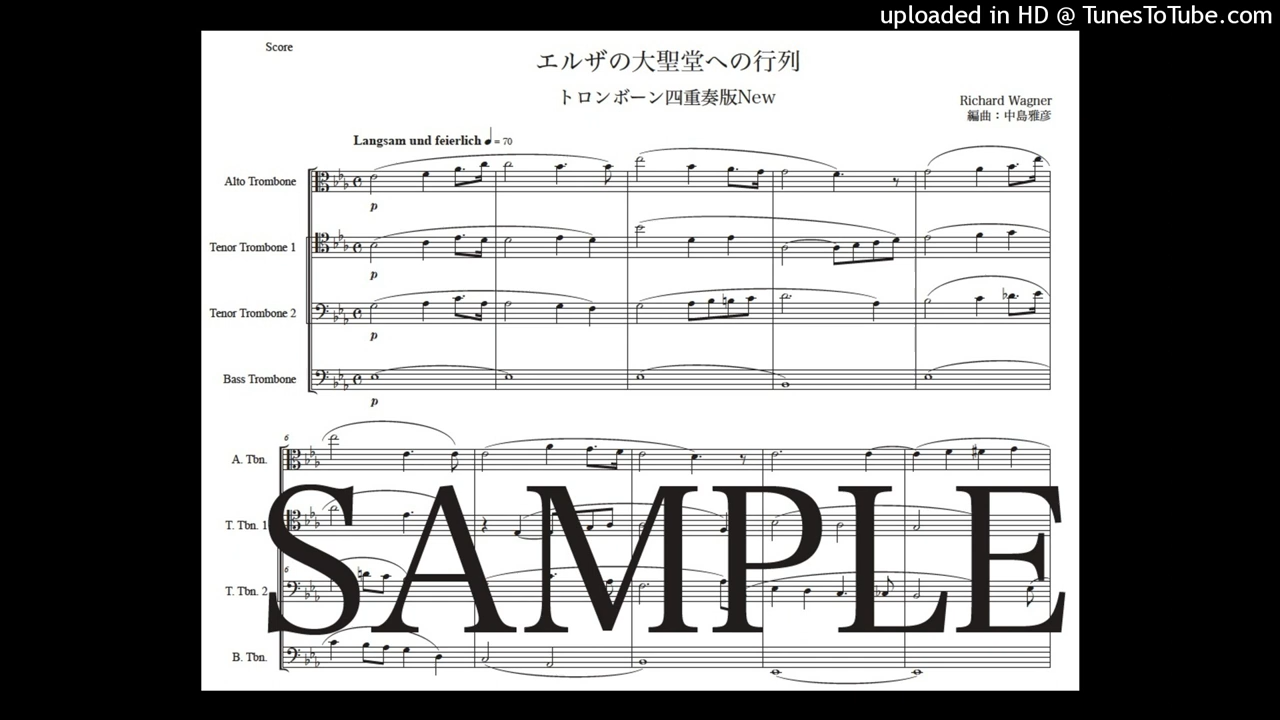 uploaded in HD @ TunesToTube.com
Score
エルザの大聖堂への行列
トロンボーン四重奏版New
Richard Wagner
編曲：中島雅彦
Langsam und feierlich ♩ = 70
Alto Trombone
p
Tenor Trombone 1
p
Tenor Trombone 2
p
Bass Trombone
p
6
A. Tbn.
T. Tbn. 1
6
T. Tbn. 2
B. Tbn.
SAMPLE